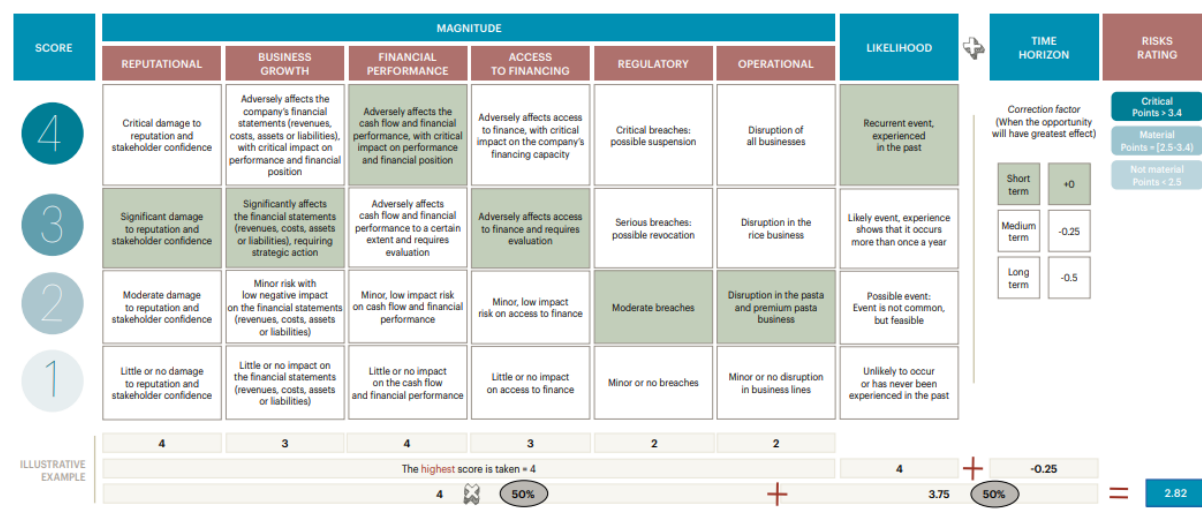 SCORE
MAGNITUDE
REPUTATIONAL
BUSINESS
GROWTH
FINANCIAL
PERFORMANCE
ACCESS
TO FINANCING
REGULATORY
OPERATIONAL
LIKELIHOOD
TIME
HORIZON
RISKS
RATING
4
Critical damage to
reputation and
stakeholder confidence
Adversely affects the
company's financial
statements (revenues,
costs, assets or liabilities),
with critical impact on
performance and financial
position
Adversely affects the
cash flow and financial
performance, with critical
impact on performance
and financial position
Adversely affects access
to finance, with critical
impact on the company's
financing capacity
Critical breaches:
possible suspension
Disruption of
all businesses
Recurrent event,
experienced
in the past
3
Significant damage
to reputation and
stakeholder confidence
Significantly affects
the financial statements
(revenues, costs, assets
or liabilities), requiring
strategic action
Adversely affects
cash flow and financial
performance to a certain
extent and requires
evaluation
Adversely affects access
to finance and requires
evaluation
Serious breaches:
possible revocation
Disruption in the
rice business
Likely event, experience
shows that it occurs
more than once a year
2
Moderate damage
to reputation and
stakeholder confidence
Minor risk with
low negative impact
on the financial statements
(revenues, costs, assets
or liabilities)
Minor, low impact risk
on cash flow and financial
performance
Minor, low impact
risk on access to finance
Moderate breaches
Disruption in the pasta
and premium pasta
business
Possible event:
Event is not common,
but feasible
1
Little or no damage
to reputation and
stakeholder confidence
Little or no impact on
the financial statements
(revenues, costs, assets
or liabilities)
Little or no impact
on the cash flow
and financial performance
Little or no impact
on access to finance
Minor or no breaches
Minor or no disruption
in business lines
Unlikely to occur
or has never been
experienced in the past
Correction factor
(When the opportunity
will have greatest effect)
Short
term
+0
Medium
term
-0.25
Long
term
-0.5
Critical
Points > 3.4
Material
Points = [2.5-3.4)
Not material
Points < 2.5
ILLUSTRATIVE
EXAMPLE
4 3 4 3 2 2
The highest score is taken = 4 4 + -0.25
4 × 50% + 3.75 50% = 2.82